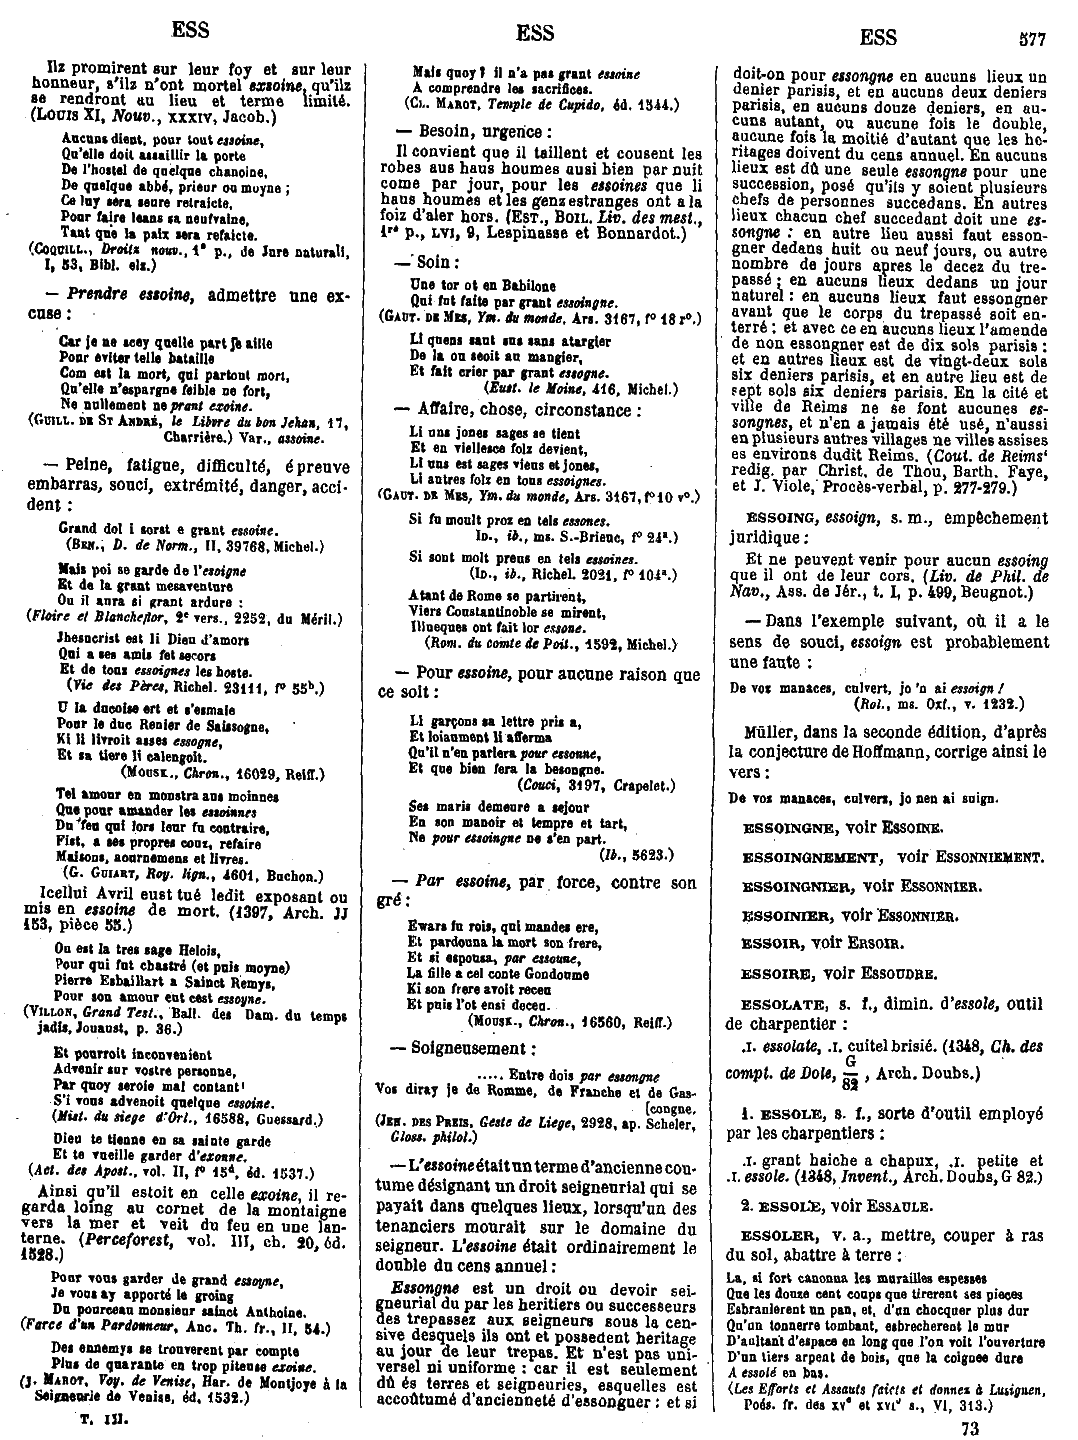 ESS
Ilz promirent sur leur foy et sur leur
honneur, s'ilz n'ont mortel exsoine, qu'ilz
se rendront au lieu et terme limité.
(LOUIS XI, Nouv., XXXIV, Jacob.)
Aucuns dient, pour tout essoine,
Qu'elle doit assaillir la porte
De l'hostel de quelque chanoine,
De quelque abbé, prieur ou moyne ;
Ce luy sera seure retraicte,
Pour faire leans sa neufvaine,
Tant que la paix sera refaicte.
(COQUILL., Droitz nouv., 1e p., de Jure naturali,
I, 53, Bibl. elz.)
— Prendre essoine, admettre une ex-
cuse :
Car je ne scey quelle part je aille
Pour eviter telle bataille
Com est la mort, qui partout mort,
Qu'elle n'espargne feible ne fort,
Ne nullement ne prant exoine.
(GUILL. DE ST ANDRÉ, le Libvre du bon Jehan, 17,
Charrière.) Var., assoine.
— Peine, fatigue, difficulté, épreuve
embarras, souci, extrémité, danger, acci-
dent :
Grand dol i sorst e grant essoine.
(BEN., D. de Norm., II, 39768, Michel.)
Mais poi se garde de l'esoigne
Et de la grant mesaventure
Ou il aura si grant ardure :
(Floire et Blancheflor, 2e vers., 2252, du Méril.)
Jhesucrist est li Dieu d'amors
Qui a ses amis fet secors
Et de touz essoignes les boste.
(Vie des Pères, Richel. 23111, fo 55b.)
U la ducoise ert et s'esmaie
Pour le duc Renier de Saissogne,
Ki li livroit asses essogne,
Et sa tiere li calengoit.
(MOUSK., Chron., 16029, Reiff.)
Tel amour en monstra ans moinnes
Que pour amander les essoinnes
Du feu qui lors leur fu contraire,
Fist, a ses propres couz, refaire
Maisons, aournemens et livres.
(G. GUIART, Roy. lign., 4601, Buchon.)
Icellui Avril eust tué ledit exposant ou
mis en essoine de mort. (1397, Arch. JJ
153, pièce 55.)
Ou est la tres sage Helois,
Pour qui fut chastré (et puis moyne)
Pierre Esbaillart a Sainct Remys,
Pour son amour eut cest essoyne.
(VILLON, Grand Test., Ball. des Dam. du temps
jadis, Jouaust, p. 36.)
Et pourroit inconvenient
Advenir sur vostre personne,
Par quoy seroie mal contant
S'i vous advenoit quelque essoine.
(Mist. du siege d'Orl., 16588, Guessard.)
Dieu te tienne en sa sainte garde
Et te vueille garder d'exonne.
(Act. des Apost., vol. II, fo 15d, éd. 1537.)
Ainsi qu'il estoit en celle exoine, il re-
garda loing au cornet de la montaigne
vers la mer et veit du feu en une lan-
terne. (Perceforest, vol. III, ch. 20, éd.
1528.)
Pour vous garder de grand essoyne,
Je vous ay apporté le groing
Du pourceau monsieur sainct Anthoine.
(Farce d'un Pardonneur, Anc. Th. fr., II, 54.)
Des ennemys se trouverent par compte
Plus de quarante en trop piteuse exoine.
(J. MAROT, Voy. de Venise, Har. de Montjoye à la
Seigneurie de Venise, éd. 1532.)
T. III.
ESS
Mais quoy ? il n'a pas grant essoine
A comprendre les sacrifices.
(CL. MAROT, Temple de Cupido, éd. 1544.)
— Besoin, urgence :
Il convient que il taillent et cousent les
robes aus haus houmes ausi bien par nuit
come par jour, pour les essoines que li
haus houmes et les genz estranges ont a la
foiz d'aler hors. (EST., BOIL. Liv. des mest.,
1re p., LVI, 9, Lespinasse et Bonnardot.)
— Soin :
Une tor ot en Babilone
Qui fut faite par grant essoingne.
(GAUT. DE MES, Ym. du monde, Ars. 3167, fo 18 ro.)
Li quens saut sus sans atargier
De la ou seoit au mangier,
Et fait crier par grant essogne.
(Eust. le Moine, 416, Michel.)
— Affaire, chose, circonstance :
Li uns jones sages se tient
Et en viellesce folz devient,
Li uns est sages viens et jones,
Li autres folz en tous essoignes.
(GAUT. DE MES, Ym. du monde, Ars. 3167, fo 10 vo.)
Si fu moult proz en tels essones.
ID., ib., ms. S.-Brieuc, fo 24a.)
Si sont molt preus en tels essoines.
(ID., ib., Richel. 2021, fo 104a.)
Atant de Rome se partirent,
Viers Coustantinoble se mirent,
Illueques ont fait lor essone.
(Rom. du comte de Poit., 1592, Michel.)
— Pour essoine, pour aucune raison que
ce soit :
Li garçons sa lettre pris a,
Et loiaument li afferma
Qu'il n'en parlera pour essonne,
Et que bien fera la besongne.
(Couci, 3197, Crapelet.)
Ses maris demeure a sejour
En son manoir et tempre et tart,
Ne pour essoingne ne s'en part.
(Ib., 5623.)
— Par essoine, par force, contre son
gré :
Ewars fu rois, qui mandes ere,
Et pardouna la mort son frere,
Et si espousa, par essoune,
La fille a cel conte Gondoume
Ki son frere avoit receu
Et puis l'ot ensi deceu.
(MOUSK., Chron., 16560, Reiff.)
— Soigneusement :
..... Entre dois par essongne
Vos diray je de Romme, de Franche et de Gas-
[congne.
(JEH. DES PREIS, Geste de Liege, 2928, ap. Scheler,
Gloss. philol.)
— L'essoine était un terme d'ancienne cou-
tume désignant un droit seigneurial qui se
payait dans quelques lieux, lorsqu'un des
tenanciers mourait sur le domaine du
seigneur. L'essoine était ordinairement le
double du cens annuel :
Essongne est un droit ou devoir sei-
gneurial du par les heritiers ou successeurs
des trepassez aux seigneurs sous la cen-
sive desquels ils ont et possedent heritage
au jour de leur trepas. Et n'est pas uni-
versel ni uniforme : car il est seulement
dû és terres et seigneuries, esquelles est
accoûtumé d'ancienneté d'essonguer : et si
ESS 577
doit-on pour essongne en aucuns lieux un
denier parisis, et en aucuns deux deniers
parisis, en aucuns douze deniers, en au-
cuns autant, ou aucune fois le double,
aucune fois la moitié d'autant que les he-
ritages doivent du cens annuel. En aucuns
lieux est dû une seule essongne pour une
succession, posé qu'ils y soient plusieurs
chefs de personnes succedans. En autres
lieux chacun chef succedant doit une es-
songne : en autre lieu aussi faut esson-
gner dedans huit ou neuf jours, ou autre
nombre de jours apres le decez du tre-
passé ; en aucuns lieux dedans un jour
naturel : en aucuns lieux faut essongner
avant que le corps du trepassé soit en-
terré : et avec ce en aucuns lieux l'amende
de non essongner est de dix sols parisis :
et en autres lieux est de vingt-deux sols
six deniers parisis, et en autre lieu est de
sept sols six deniers parisis. En la cité et
ville de Reims ne se font aucunes es-
songnes, et n'en a jamais été usé, n'aussi
en plusieurs autres villages ne villes assises
es environs dudit Reims. (Cout. de Reims'
redig. par Christ. de Thou, Barth. Faye,
et J. Viole, Procès-verbal, p. 277-279.)
ESSOING, essoign, s. m., empêchement
juridique :
Et ne peuvent venir pour aucun essoing
que il ont de leur cors. (Liv. de Phil. de
Nav., Ass. de Jér., t. I, p. 499, Beugnot.)
— Dans l'exemple suivant, où il a le
sens de souci, essoign est probablement
une faute :
De voz manaces, culvert, jo 'n ai essoign !
(Rol., ms. Oxf., v. 1232.)
Müller, dans la seconde édition, d'après
la conjecture de Hoffmann, corrige ainsi le
vers :
De voz manaces, culvers, jo nen ai suign.
ESSOINGNE, voir ESSOINE.
ESSOINGNEMENT, voir ESSONNIEMENT.
ESSOINGNIER, voir ESSONNIER.
ESSOINIER, voir ESSONNIER.
ESSOIR, voir ERSOIR.
ESSOIRE, voir ESSOUDRE.
ESSOLATE, s. f., dimin. d'essole, outil
de charpentier :
.I. essolate, .I. cuitel brisié. (1348, Ch. des
compt. de Dole, G/82, Arch. Doubs.)
1. ESSOLE, s. f., sorte d'outil employé
par les charpentiers :
.I. grant haiche a chapux, .I. petite et
.I. essole. (1348, Invent., Arch. Doubs, G 82.)
2. ESSOLE, voir ESSAULE.
ESSOLER, v. a., mettre, couper à ras
du sol, abattre à terre :
La, si fort canonna les murailles espesses
Que les douze cent coups que tirerent ses pieces
Esbranlerent un pan, et, d'un chocquer plus dur
Qu'un tonnerre tombant, esbrecherent le mur
D'aultant d'espace en long que l'on voit l'ouverture
D'un tiers arpent de bois, que la coignee dure
A essolé en bas.
(Les Efforts et Assauts faicts et donnez à Lusignen,
Poés. fr. des xve et xvie s., VI, 313.)
73